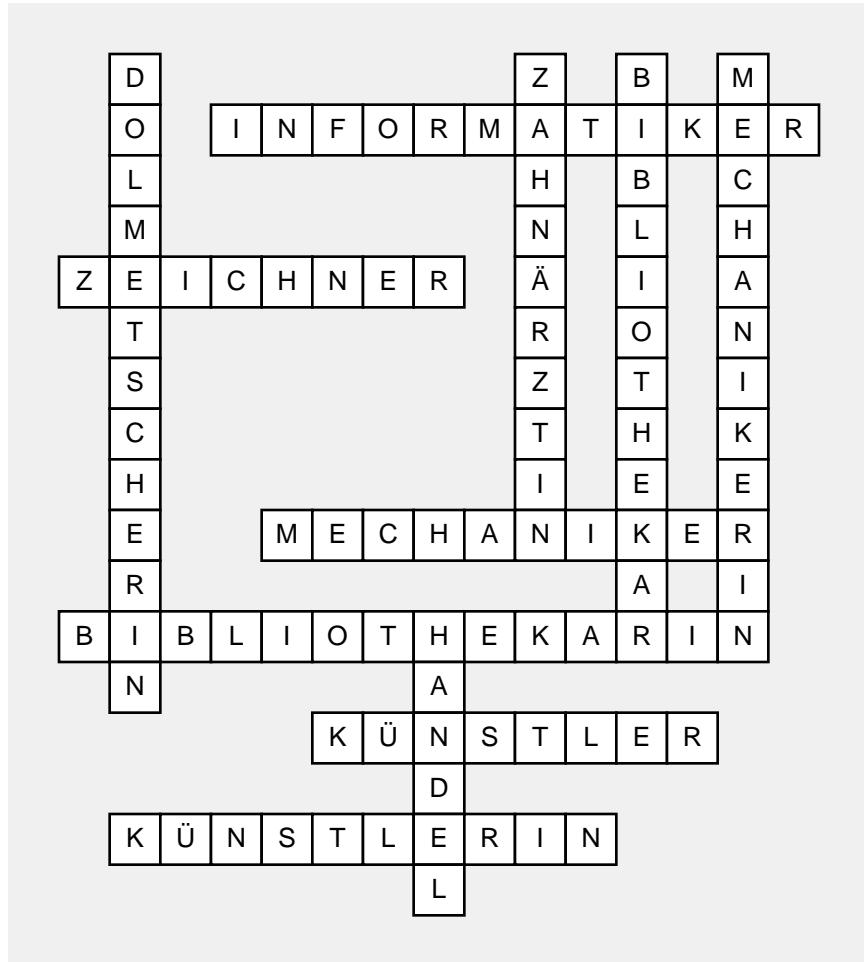 DOLMETSCHERIN
ZAHNÄRZTIN
BIBLIOTHEKAR
MECHANIKERIN
INFORMATIKER
ZEICHNER
MECHANIKER
BIBLIOTHEKARIN
HANDEL
KÜNSTLER
KÜNSTLERIN